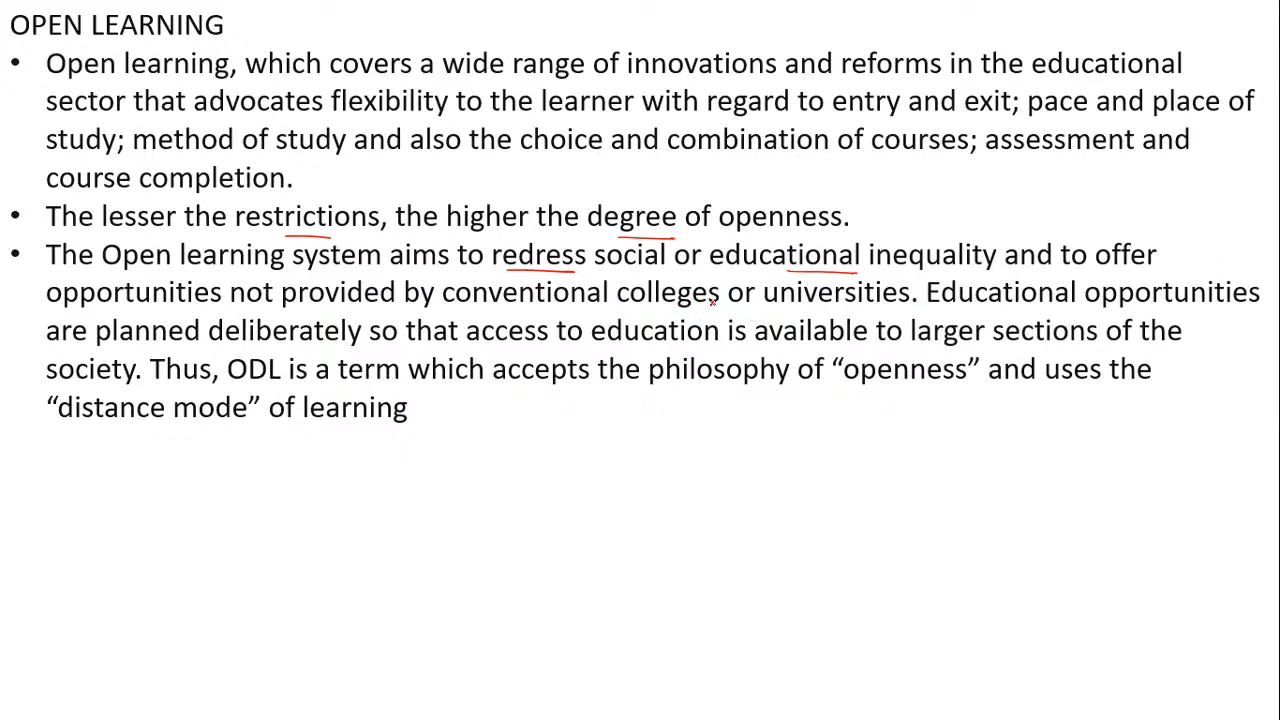 OPEN LEARNING
• Open learning, which covers a wide range of innovations and reforms in the educational
sector that advocates flexibility to the learner with regard to entry and exit; pace and place of
study; method of study and also the choice and combination of courses; assessment and
course completion.
• The lesser the restrictions, the higher the degree of openness.
• The Open learning system aims to redress social or educational inequality and to offer
opportunities not provided by conventional colleges or universities. Educational opportunities
are planned deliberately so that access to education is available to larger sections of the
society. Thus, ODL is a term which accepts the philosophy of “openness” and uses the
“distance mode” of learning